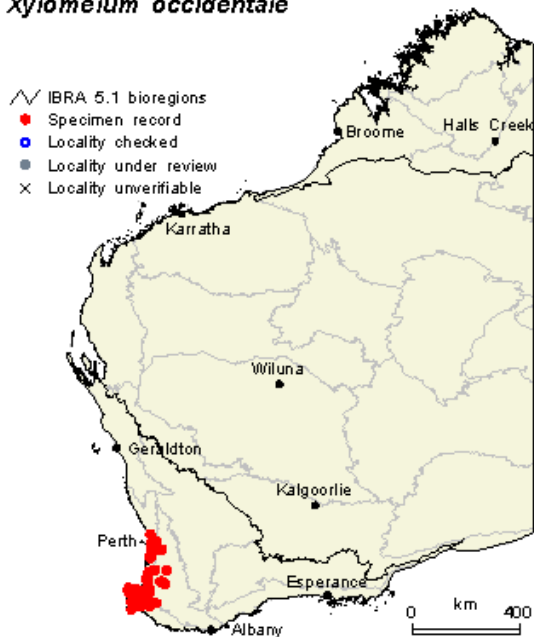 Xylomelum occidentale
IBRA 5.1 bioregions
Specimen record
Locality checked
Locality under review
Locality unverifiable
Broome
Halls Creek
Karratha
Wiluna
Geraldton
Kalgoorlie
Perth
Esperance
Albany
0 km 400